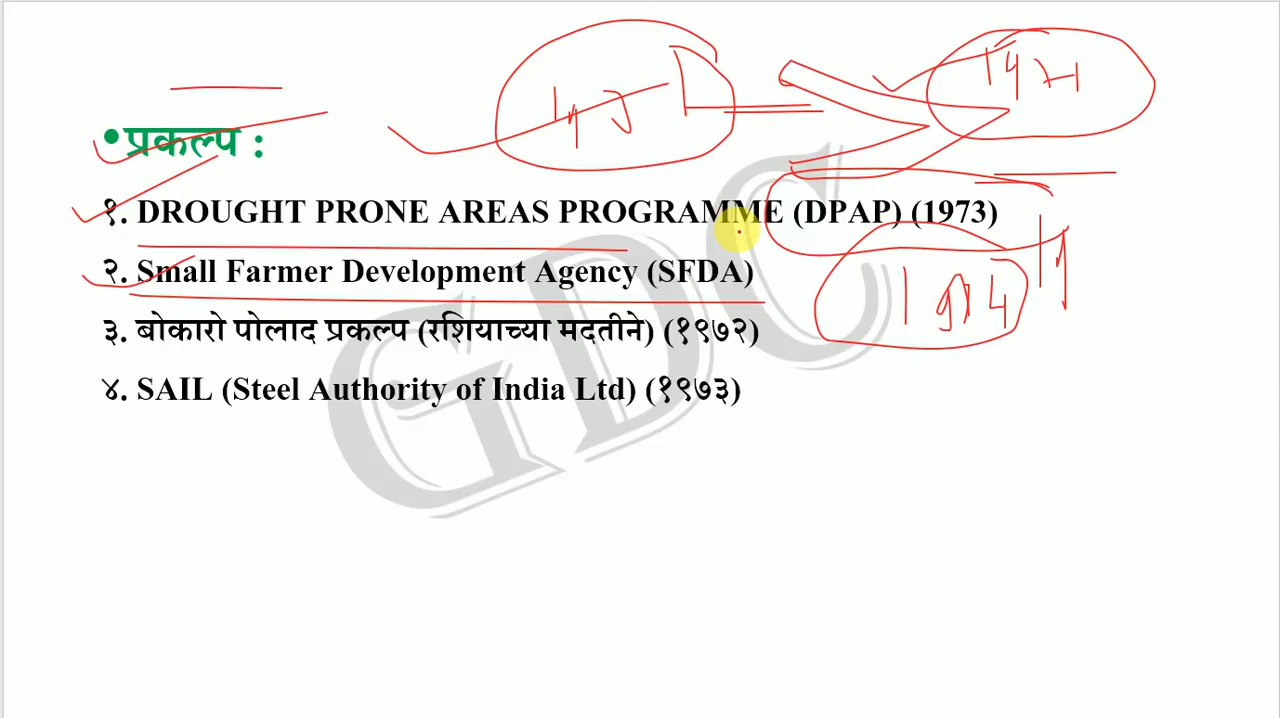 •प्रकल्प :
१. DROUGHT PRONE AREAS PROGRAMME (DPAP) (1973)
२. Small Farmer Development Agency (SFDA)
३. बोकारो पोलाद प्रकल्प (रशियाच्या मदतीने) (१९७२)
४. SAIL (Steel Authority of India Ltd) (१९७३)
GDC